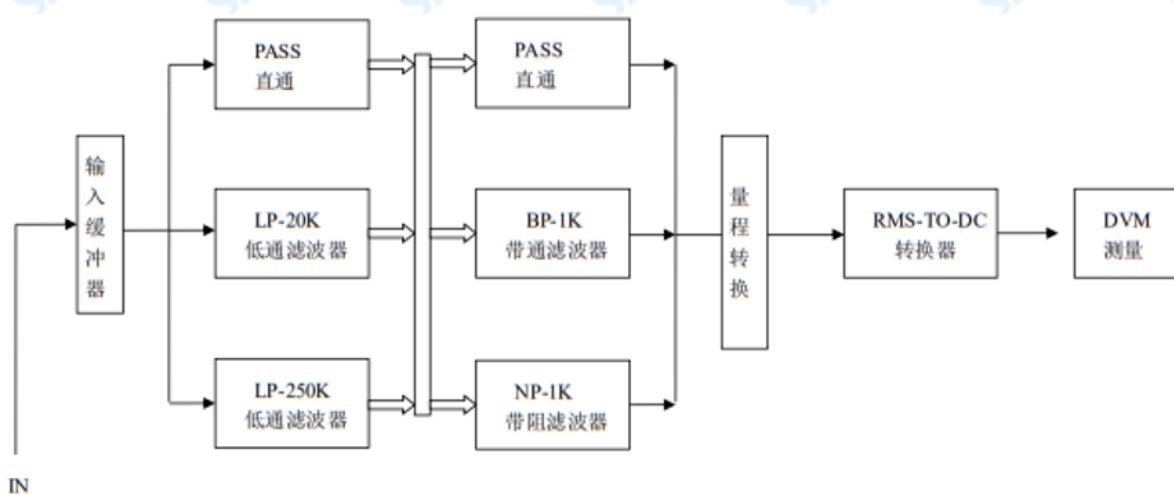 PASS
直通
PASS
直通
输
入
缓
冲
器
LP-20K
低通滤波器
BP-1K
带通滤波器
量
程
转
换
RMS-TO-DC
转换器
DVM
测量
LP-250K
低通滤波器
NP-1K
带阻滤波器
IN